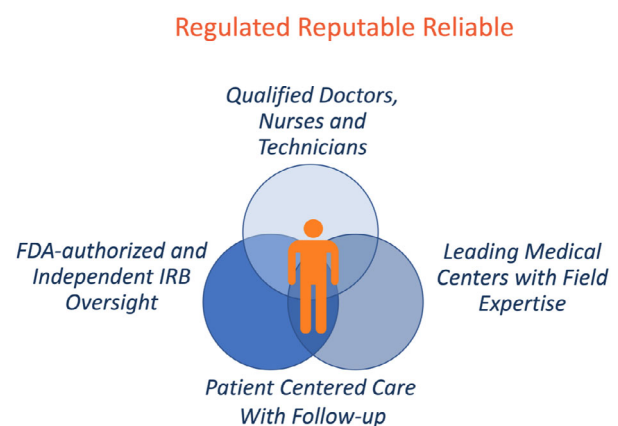 Regulated Reputable Reliable
Qualified Doctors,
Nurses and
Technicians
FDA-authorized and
Independent IRB
Oversight
Leading Medical
Centers with Field
Expertise
Patient Centered Care
With Follow-up